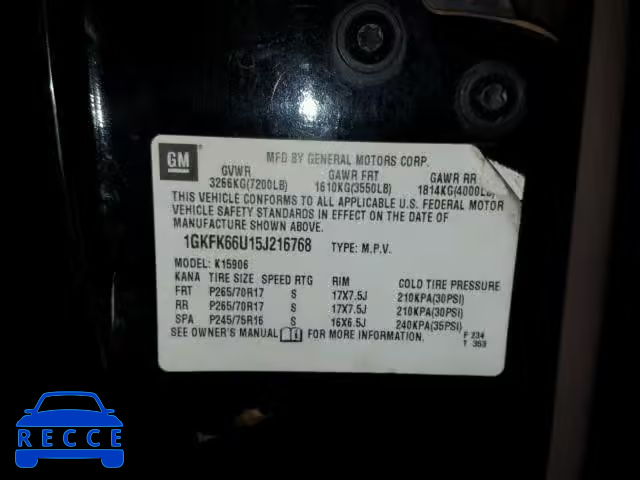 GM
MFD BY GENERAL MOTORS CORP.
GVWR GAWR FRT GAWR RR
3266KG(7200LB) 1610KG(3550LB) 1814KG(4000LB)
THIS VEHICLE CONFORMS TO ALL APPLICABLE U.S. FEDERAL MOTOR
VEHICLE SAFETY STANDARDS IN EFFECT ON THE DATE OF
MANUFACTURE SHOWN ABOVE.
1GKFK66U15J216768 TYPE: M.P.V.
MODEL: K15906
KANA TIRE SIZE SPEED RTG RIM COLD TIRE PRESSURE
FRT P265/70R17 S 17X7.5J 210KPA(30PSI)
RR P265/70R17 S 17X7.5J 210KPA(30PSI)
SPA P245/75R16 S 16X6.5J 240KPA(35PSI)
SEE OWNER'S MANUAL FOR MORE INFORMATION.
F 234
T 353
AUTO RECORDS